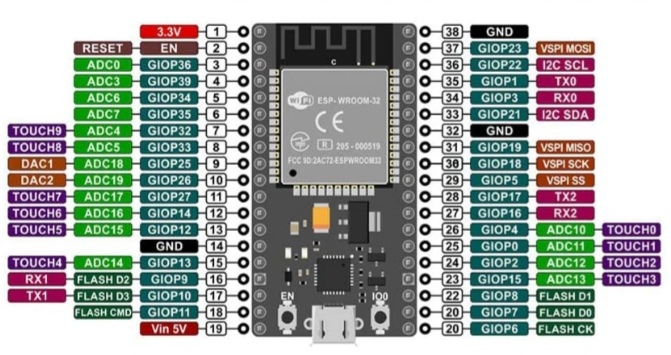 3.3V 1 38 GND
RESET EN 2 37 GIOP23 VSPI MOSI
ADC0 GIOP36 3 36 GIOP22 I2C SCL
ADC3 GIOP39 4 35 GIOP1 TX0
ADC6 GIOP34 5 34 GIOP3 RX0
ADC7 GIOP35 6 33 GIOP21 I2C SDA
TOUCH9 ADC4 GIOP32 7 32 GND
TOUCH8 ADC5 GIOP33 8 31 GIOP19 VSPI MISO
DAC1 ADC18 GIOP25 9 30 GIOP18 VSPI SCK
DAC2 ADC19 GIOP26 10 29 GIOP5 VSPI SS
TOUCH7 ADC17 GIOP27 11 28 GIOP17 TX2
TOUCH6 ADC16 GIOP14 12 27 GIOP16 RX2
TOUCH5 ADC15 GIOP12 13 26 GIOP4 ADC10 TOUCH0
GND 14 25 GIOP0 ADC11 TOUCH1
TOUCH4 ADC14 GIOP13 15 24 GIOP2 ADC12 TOUCH2
RX1 FLASH D2 GIOP9 16 23 GIOP15 ADC13 TOUCH3
TX1 FLASH D3 GIOP10 17 22 GIOP8 FLASH D1
FLASH CMD GIOP11 18 20 GIOP7 FLASH D0
Vin 5V 19 20 GIOP6 FLASH CK
C
WiFi ESP-WROOM-32
CE
R 205-000519
FCC 9D:2AC72-ESPWROOM32
EN IO0